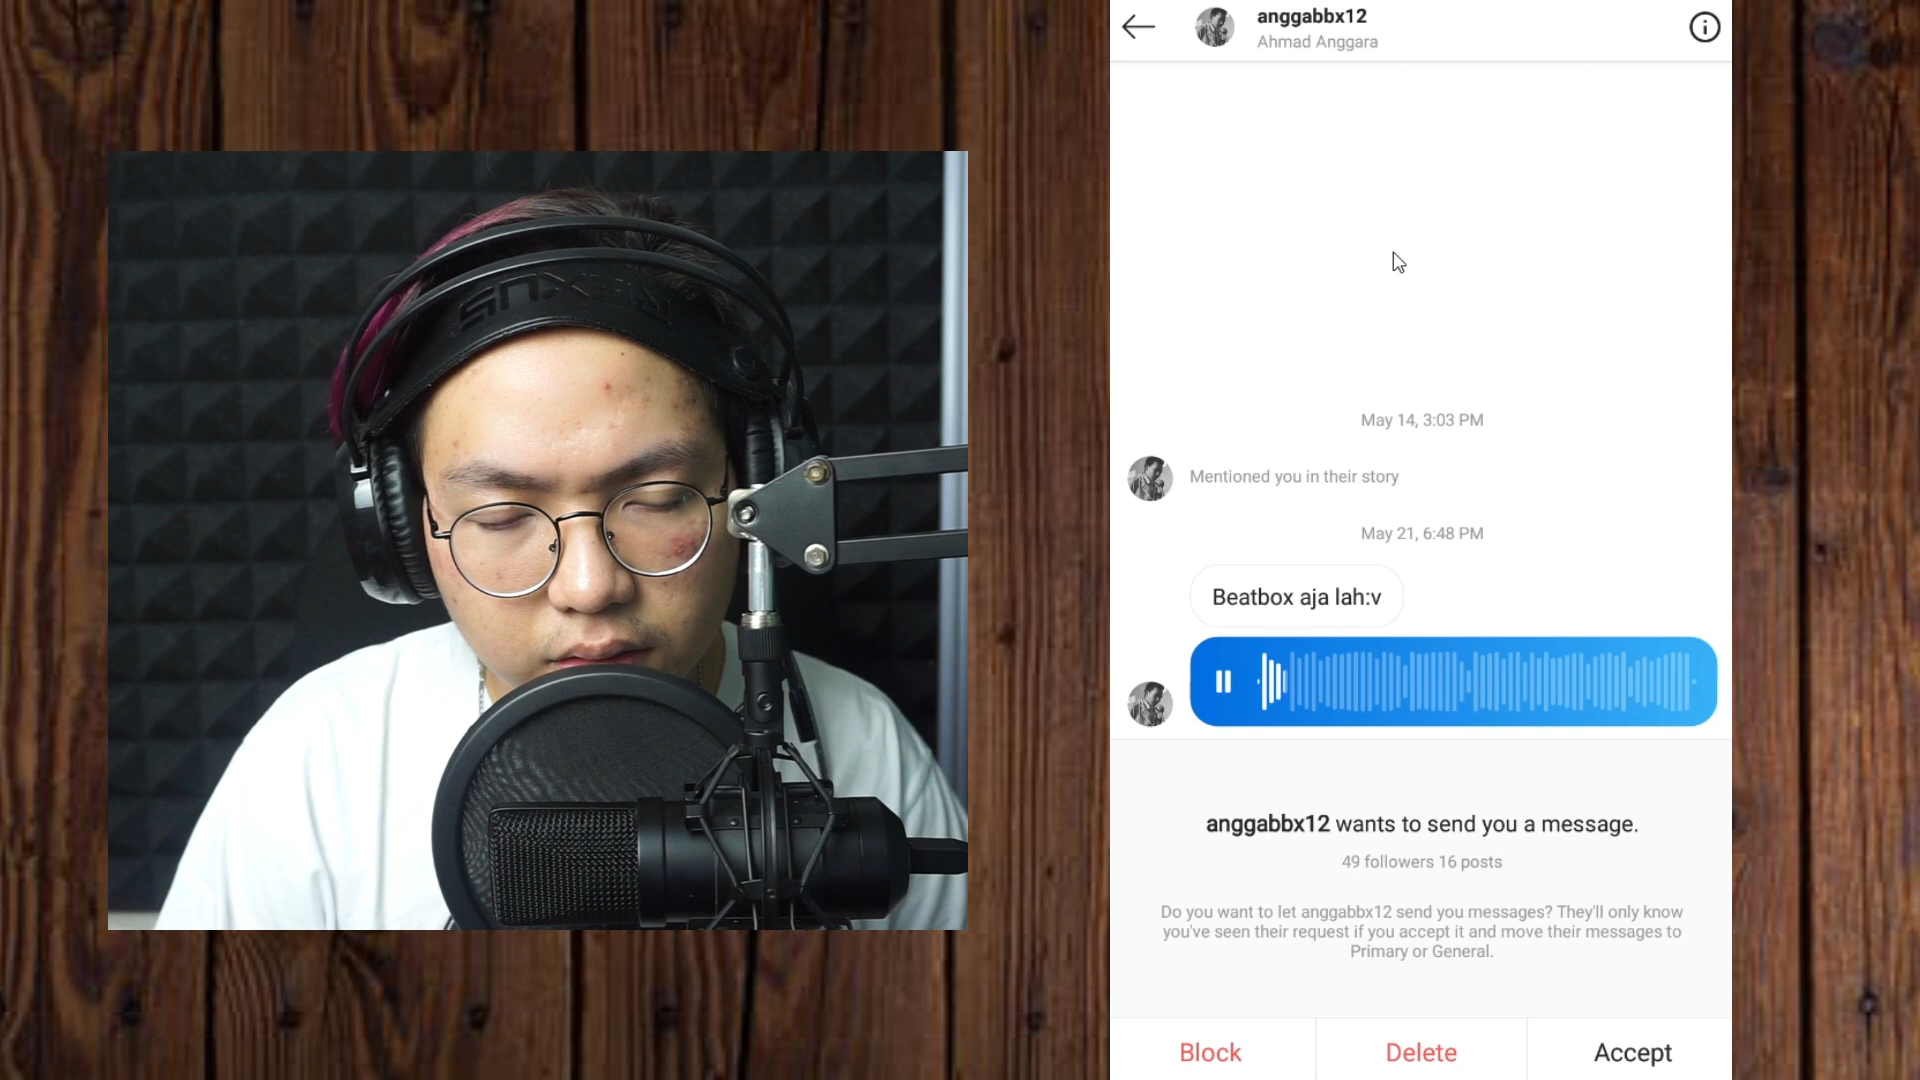 REXUS
anggabbx12
Ahmad Anggara
May 14, 3:03 PM
Mentioned you in their story
May 21, 6:48 PM
Beatbox aja lah:v
anggabbx12 wants to send you a message.
49 followers 16 posts
Do you want to let anggabbx12 send you messages? They'll only know
you've seen their request if you accept it and move their messages to
Primary or General.
Block
Delete
Accept